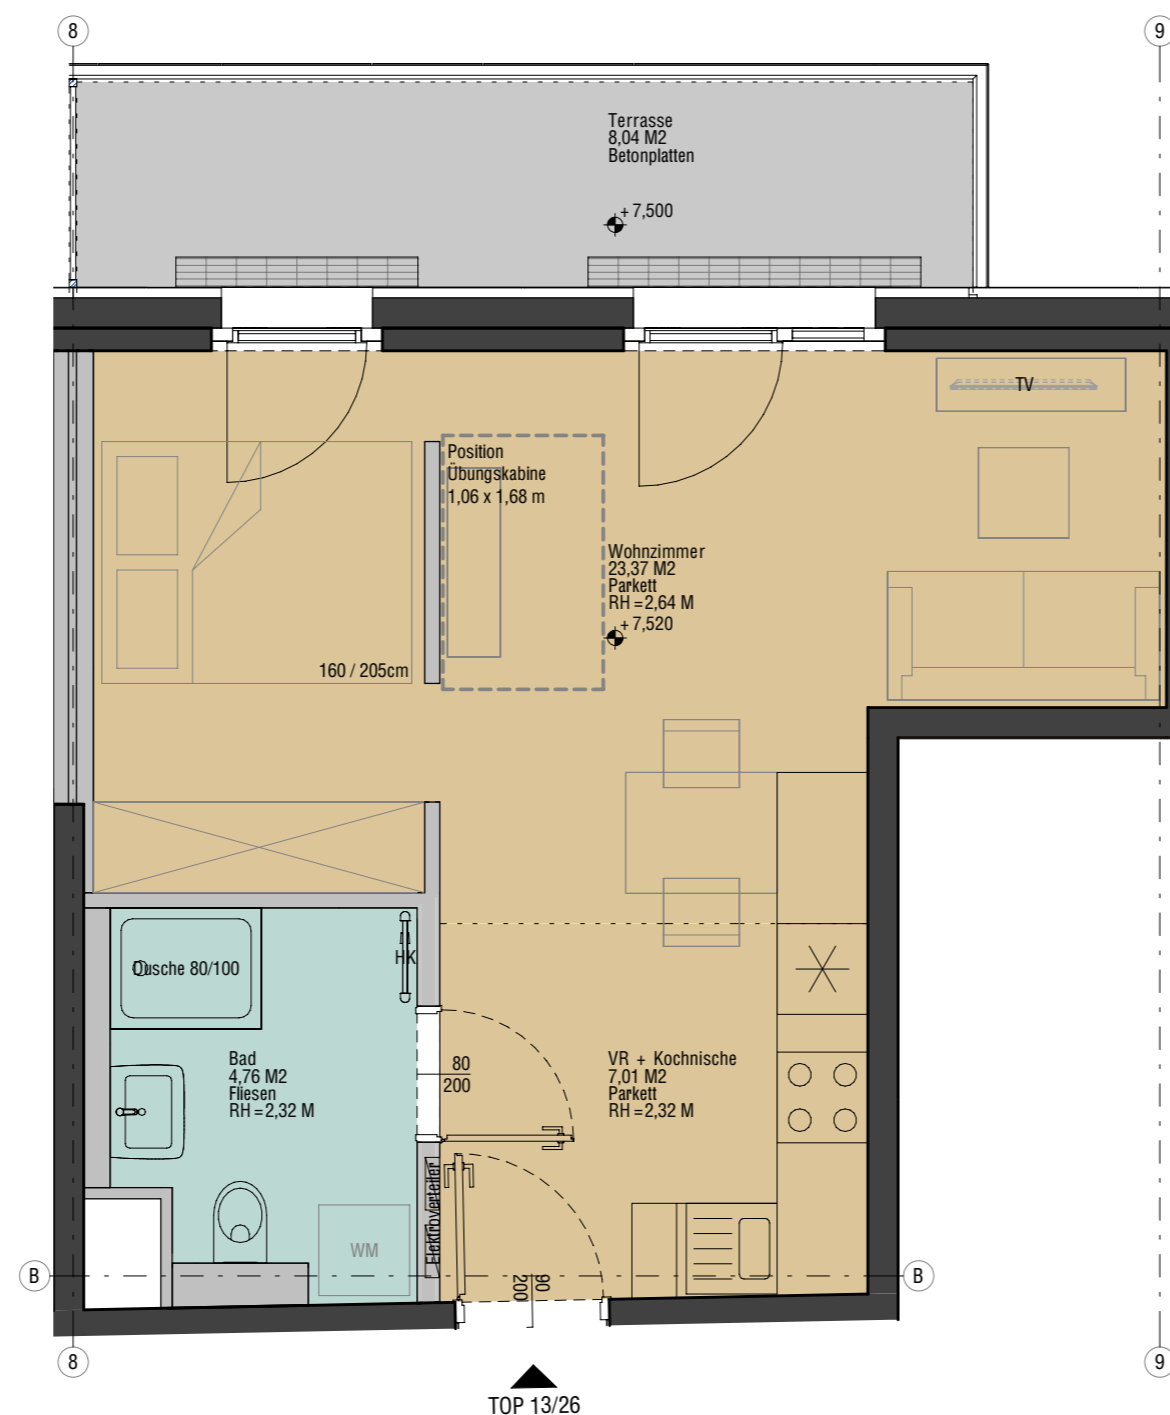 8
9
Terrasse
8,04 M2
Betonplatten
+ 7,500
TV
Position
Übungskabine
1,06 x 1,68 m
Wohnzimmer
23,37 M2
Parkett
RH = 2,64 M
+ 7,520
160 / 205cm
Dusche 80/100
HK
Bad
4,76 M2
Fliesen
RH = 2,32 M
80
200
VR + Kochnische
7,01 M2
Parkett
RH = 2,32 M
Elektroverteiler
WM
90
200
B
B
8
9
TOP 13/26